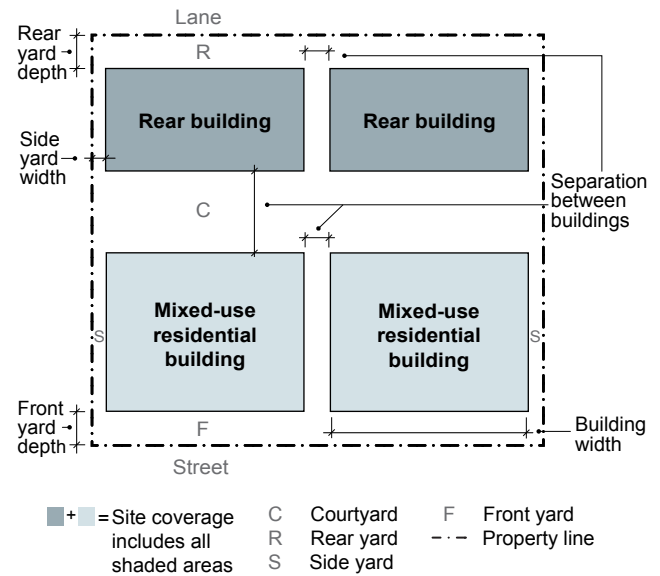 Lane
Rear
yard
depth
R
Rear building
Rear building
Side
yard
width
C
Separation
between
buildings
Mixed-use
residential
building
Mixed-use
residential
building
S
S
Front
yard
depth
F
Building
width
Street
+ = Site coverage
includes all
shaded areas
C Courtyard
R Rear yard
S Side yard
F Front yard
Property line